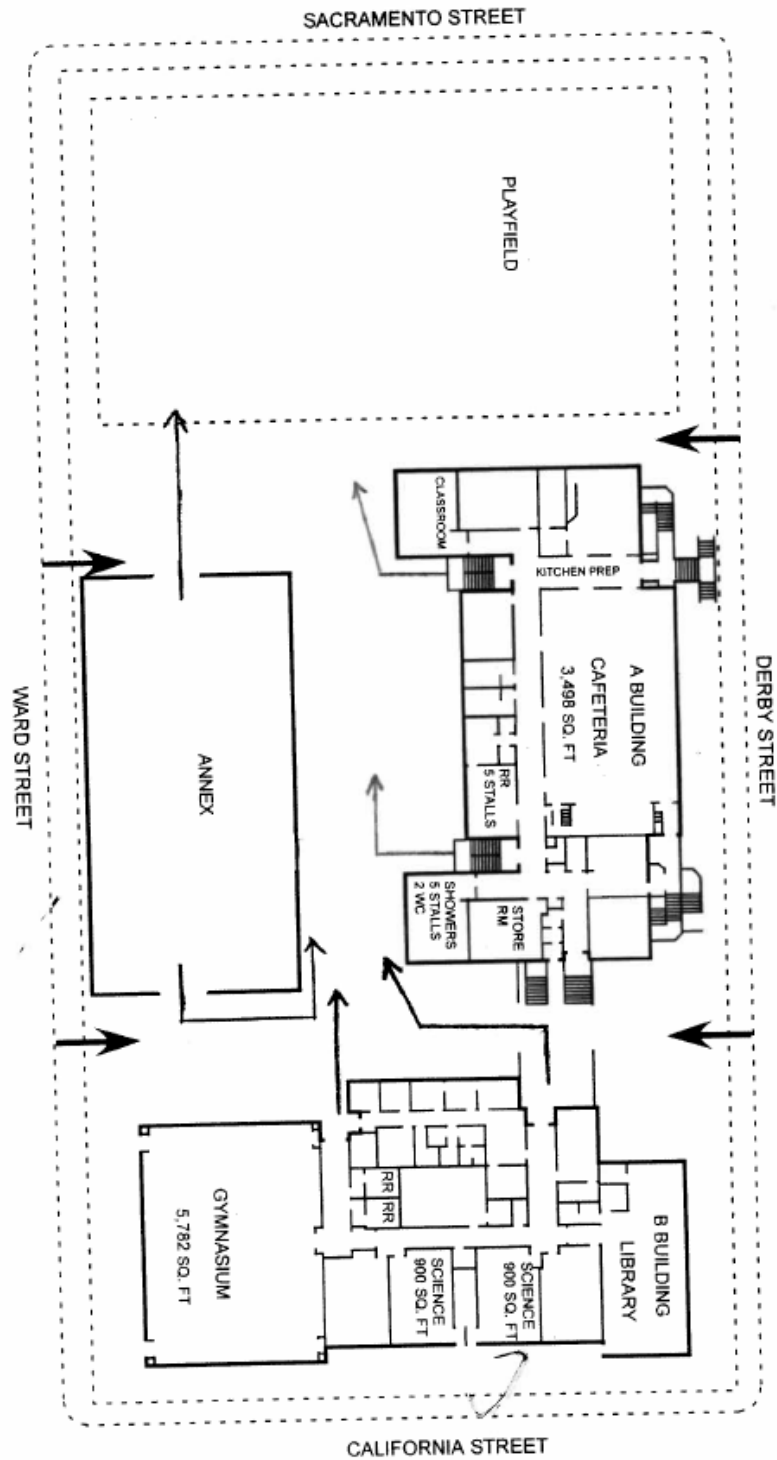 SACRAMENTO STREET
PLAYFIELD
CLASSROOM
KITCHEN PREP
A BUILDING
CAFETERIA
3,498 SQ. FT
DERBY STREET
WARD STREET
ANNEX
RR
5 STALLS
SHOWERS
5 STALLS
2 WC
STORE
RM
RR
RR
GYMNASIUM
5,782 SQ. FT
SCIENCE
900 SQ. FT
SCIENCE
900 SQ. FT
B BUILDING
LIBRARY
CALIFORNIA STREET